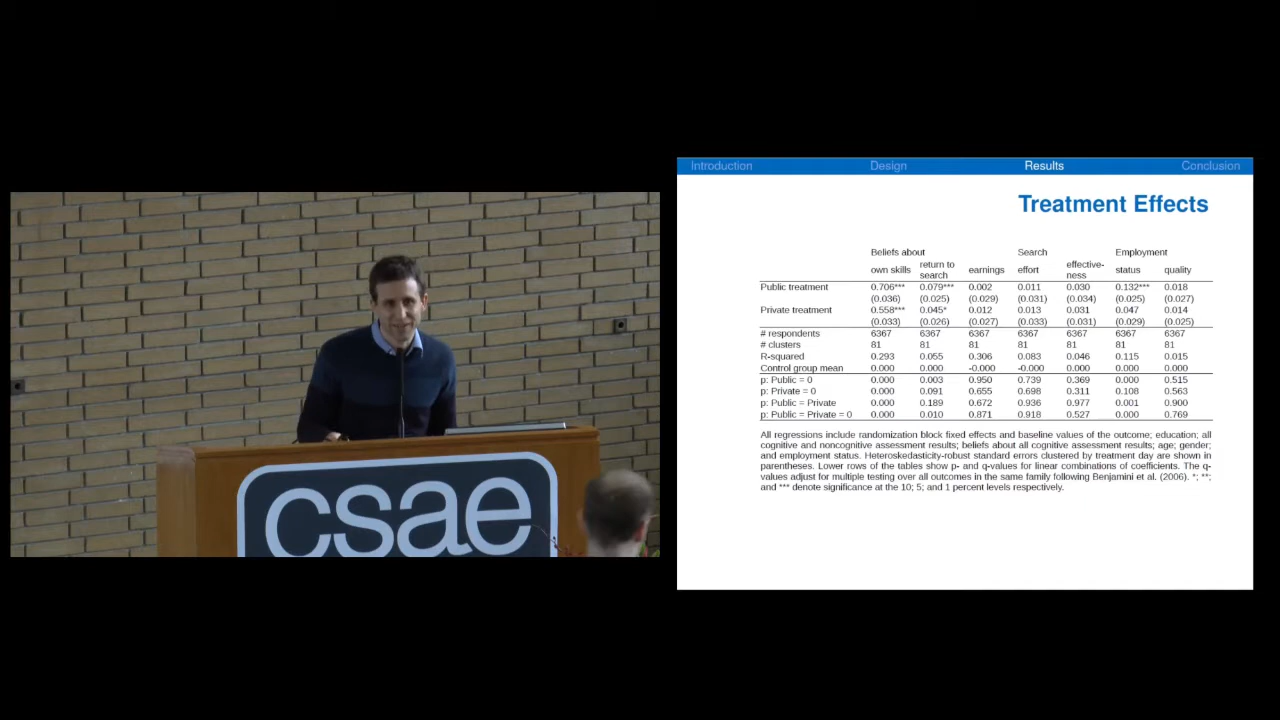 csae
Introduction Design Results Conclusion
Treatment Effects
Beliefs about Search Employment
own skills return to search earnings effort effective-ness status quality
Public treatment 0.706*** 0.079*** 0.002 0.011 0.030 0.132*** 0.018
(0.036) (0.025) (0.029) (0.031) (0.034) (0.025) (0.027)
Private treatment 0.558*** 0.045* 0.012 0.013 0.031 0.047 0.014
(0.033) (0.026) (0.027) (0.033) (0.031) (0.029) (0.025)
# respondents 6367 6367 6367 6367 6367 6367 6367
# clusters 81 81 81 81 81 81 81
R-squared 0.293 0.055 0.306 0.083 0.046 0.115 0.015
Control group mean 0.000 0.000 -0.000 -0.000 0.000 0.000 0.000
p: Public = 0 0.000 0.003 0.950 0.739 0.369 0.000 0.515
p: Private = 0 0.000 0.091 0.655 0.698 0.311 0.108 0.563
p: Public = Private 0.000 0.189 0.672 0.936 0.977 0.001 0.900
p: Public = Private = 0 0.000 0.010 0.871 0.918 0.527 0.000 0.769
All regressions include randomization block fixed effects and baseline values of the outcome; education; all
cognitive and noncognitive assessment results; beliefs about all cognitive assessment results; age; gender;
and employment status. Heteroskedasticity-robust standard errors clustered by treatment day are shown in
parentheses. Lower rows of the tables show p- and q-values for linear combinations of coefficients. The q-
values adjust for multiple testing over all outcomes in the same family following Benjamini et al. (2006). *; **;
and *** denote significance at the 10; 5; and 1 percent levels respectively.